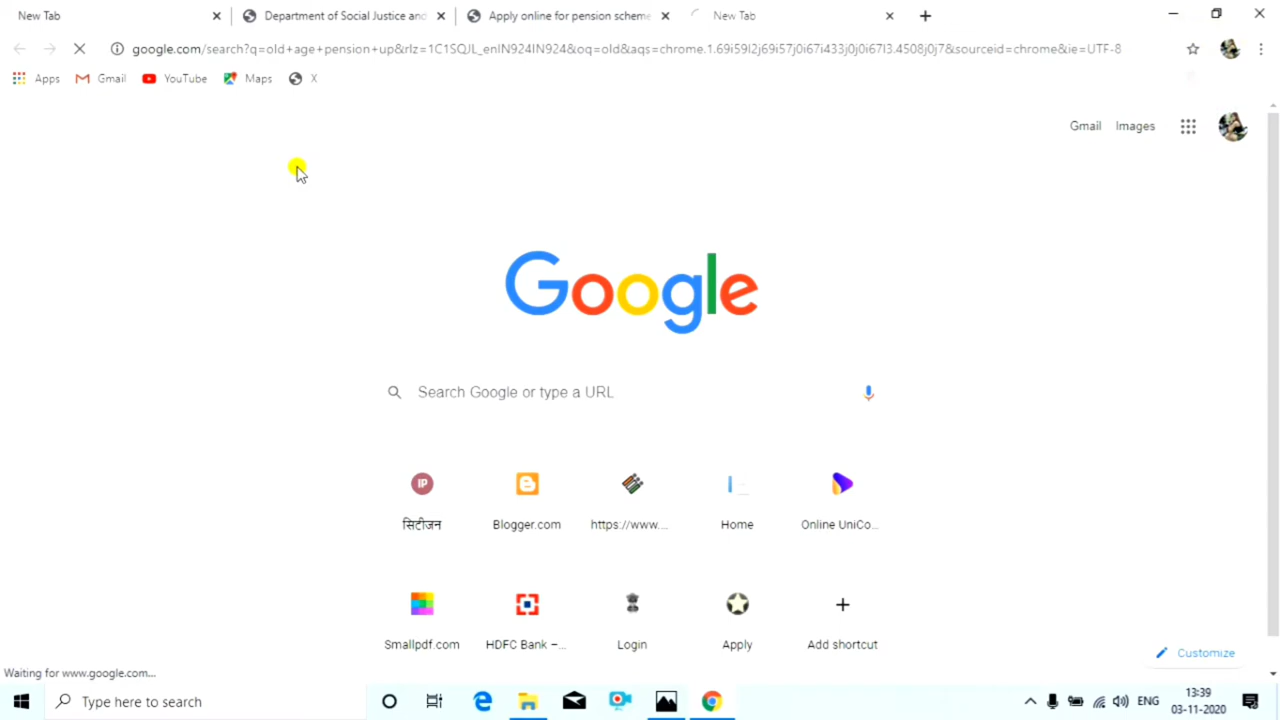 New Tab
Department of Social Justice and
Apply online for pension scheme
New Tab
google.com/search?q=old+age+pension+up&rlz=1C1SQJL_enIN924IN924&oq=old&aqs=chrome.1.69i59l2j69i57j0i67i433j0j0i67l3.4508j0j7&sourceid=chrome&ie=UTF-8
Apps
Gmail
YouTube
Maps
X
Gmail
Images
Google
Search Google or type a URL
IP
सिटीजन
Blogger.com
https://www....
Home
Online UniCo...
Smallpdf.com
HDFC Bank –...
Login
Apply
Add shortcut
Customize
Waiting for www.google.com...
Type here to search
ENG
13:39
03-11-2020